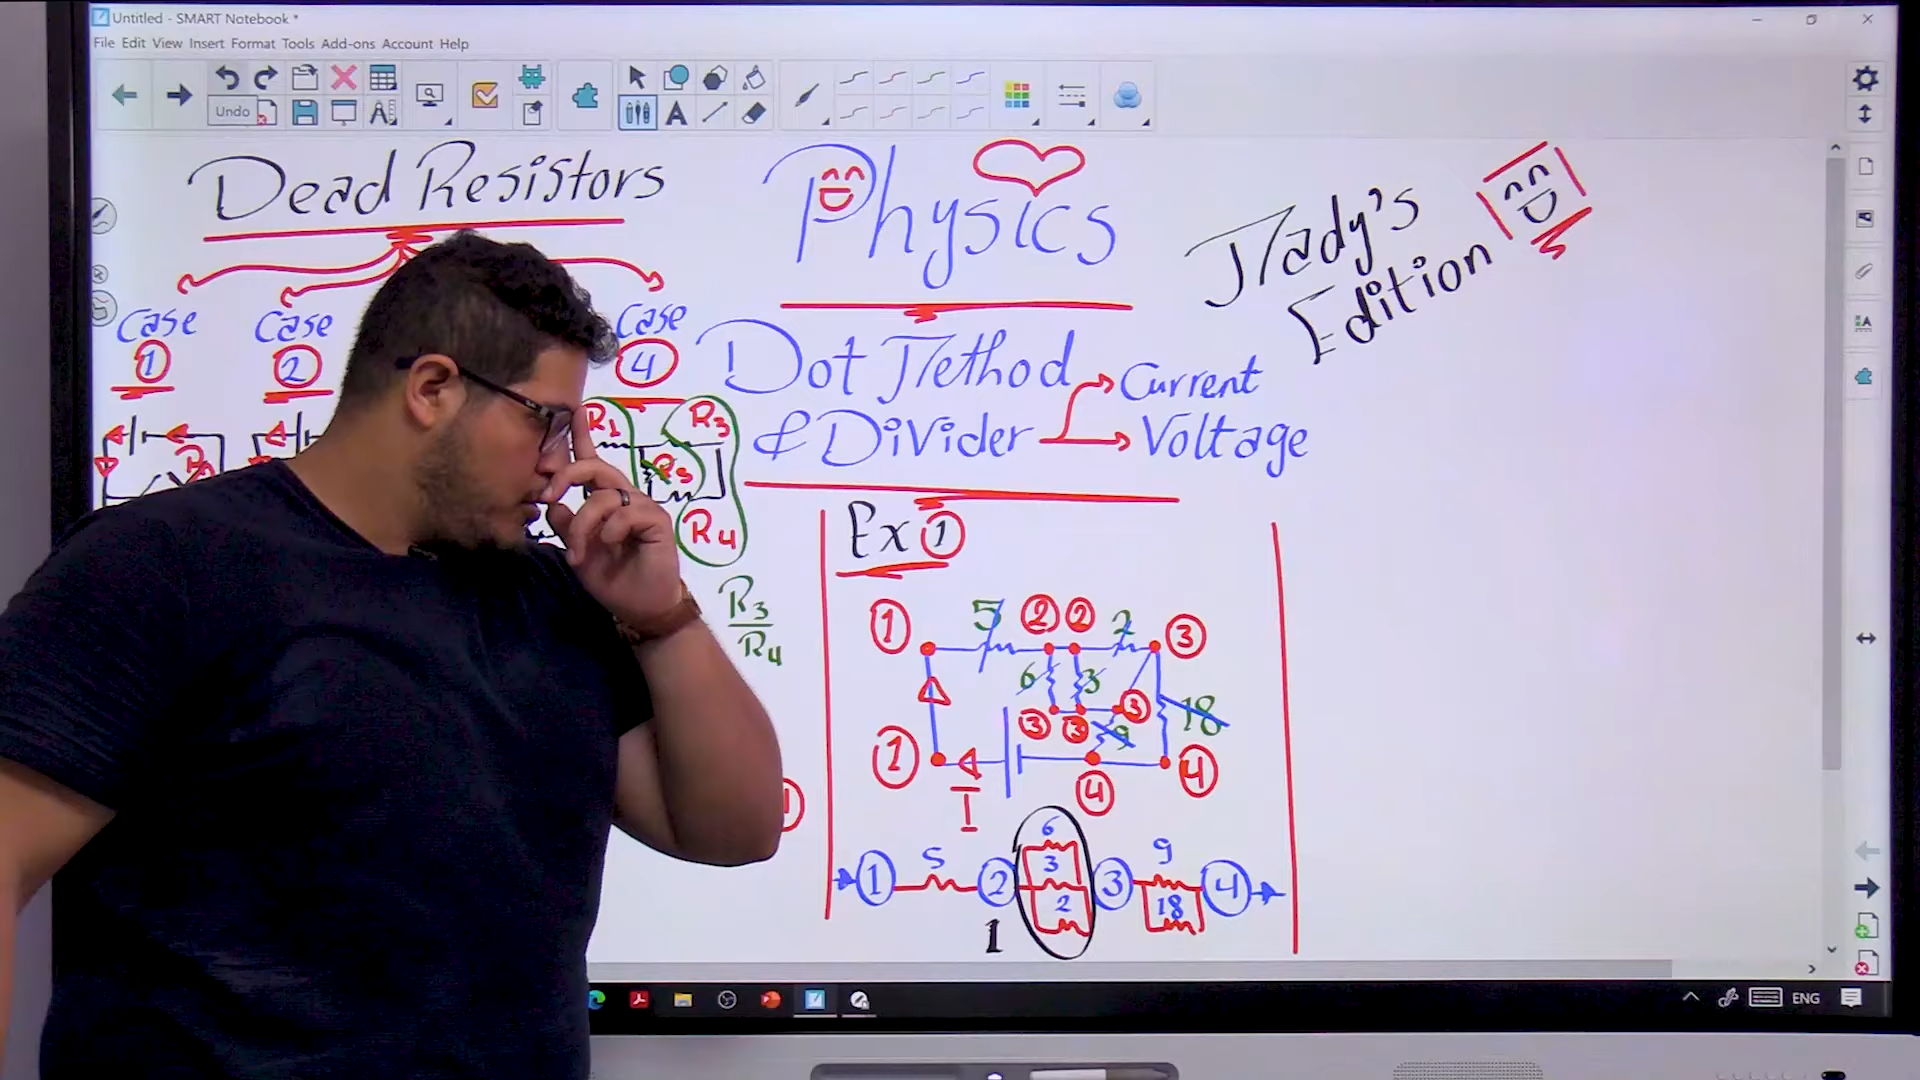 Untitled - SMART Notebook *
File Edit View Insert Format Tools Add-ons Account Help
Undo
Dead Resistors
Case
1
Case
2
Case
4
R1
R3
R5
R4
R3
R4
Physics
Dot Method
& Divider
Current
Voltage
Mady's
Edition
Ex 1
1 5 2 2 2 3
6 3
3 3 3 18
9
1 4 4
I
6
5 3 9
1 2 3 4
2 18
1
ENG